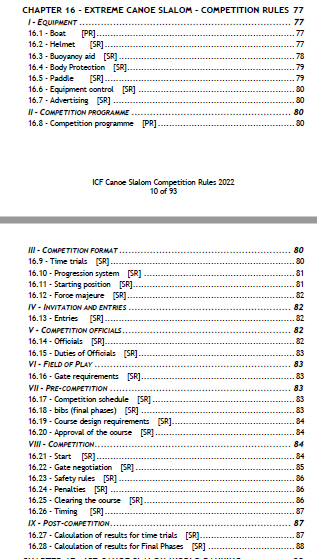 CHAPTER 16 - EXTREME CANOE SLALOM - COMPETITION RULES 77
I - EQUIPMENT 77
16.1 - Boat [PR] 77
16.2 - Helmet [SR] 77
16.3 - Buoyancy aid [SR] 78
16.4 - Body Protection [SR] 79
16.5 - Paddle [SR] 79
16.6 - Equipment control [SR] 80
16.7 - Advertising [SR] 80
II - COMPETITION PROGRAMME 80
16.8 - Competition programme [PR] 80
ICF Canoe Slalom Competition Rules 2022
10 of 93
III - COMPETITION FORMAT 80
16.9 - Time trials [SR] 80
16.10 - Progression system [SR] 81
16.11 - Starting position [SR] 81
16.12 - Force majeure [SR] 82
IV - INVITATION AND ENTRIES 82
16.13 - Entries [SR] 82
V - COMPETITION OFFICIALS 82
16.14 - Officials [SR] 82
16.15 - Duties of Officials [SR] 83
VI - FIELD OF PLAY 83
16.16 - Gate requirements [SR] 83
VII - PRE-COMPETITION 83
16.17 - Competition schedule [SR] 83
16.18 - bibs (final phases) [SR] 83
16.19 - Course design requirements [SR] 84
16.20 - Approval of the course [SR] 84
VIII - COMPETITION 84
16.21 - Start [SR] 84
16.22 - Gate negotiation [SR] 85
16.23 - Safety rules [SR] 86
16.24 - Penalties [SR] 86
16.25 - Clearing the course [SR] 86
16.26 - Timing [SR] 87
IX - POST-COMPETITION 87
16.27 - Calculation of results for time trials [SR] 87
16.28 - Calculation of results for Final Phases [SR] 88